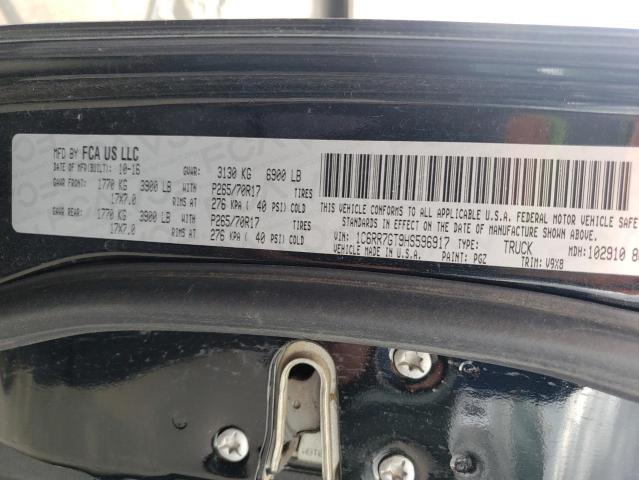 MFD BY FCA US LLC
DATE OF MFR(BUILT): 10-16 GVWR: 3130 KG 6900 LB
GAWR FRONT: 1770 KG 3900 LB WITH P265/70R17
17X7.0 RIMS AT 276 KPA ( 40 PSI) COLD
GAWR REAR: 1770 KG 3900 LB WITH P265/70R17
17X7.0 RIMS AT 276 KPA ( 40 PSI) COLD
THIS VEHICLE CONFORMS TO ALL APPLICABLE U.S.A. FEDERAL MOTOR VEHICLE
SAFETY STANDARDS IN EFFECT ON THE DATE OF MANUFACTURE SHOWN ABOVE.
VIN: 1C6RR7GT9HS596917 TYPE: TRUCK MDH: 102910 8
VEHICLE MADE IN U.S.A. PAINT: PGZ TRIM: V9X8